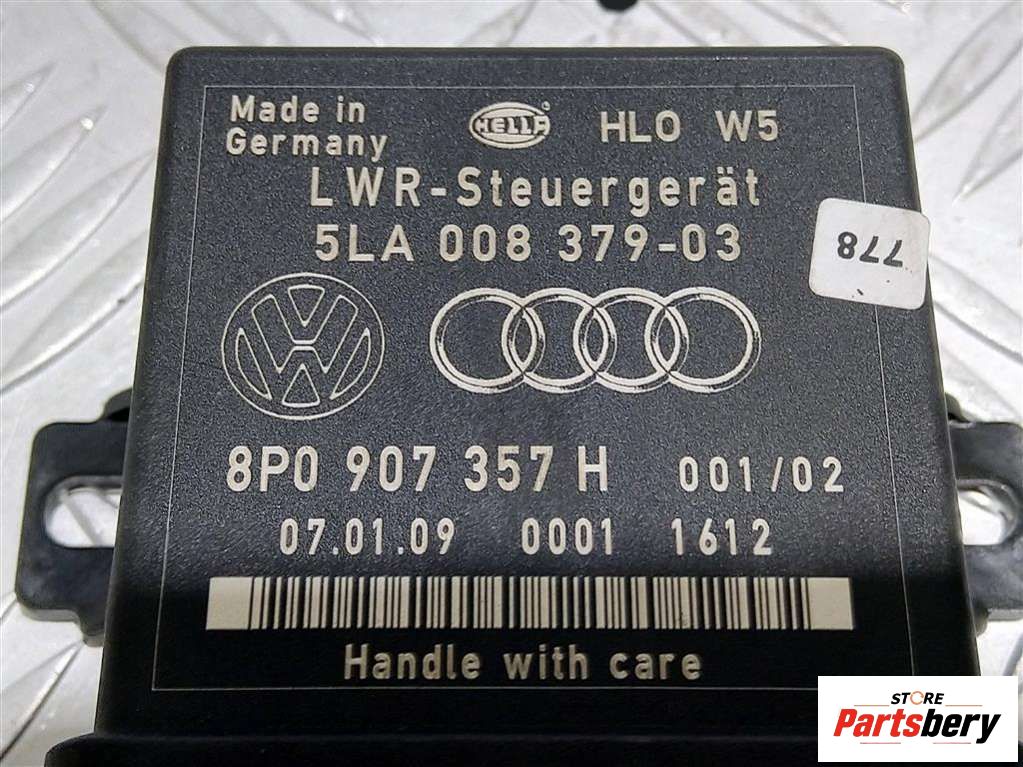 Made in
Germany
HELLA
HLO W5
LWR-Steuergerät
5LA 008 379-03
778
8P0 907 357 H 001/02
07.01.09 0001 1612
Handle with care
STORE
Partsbery